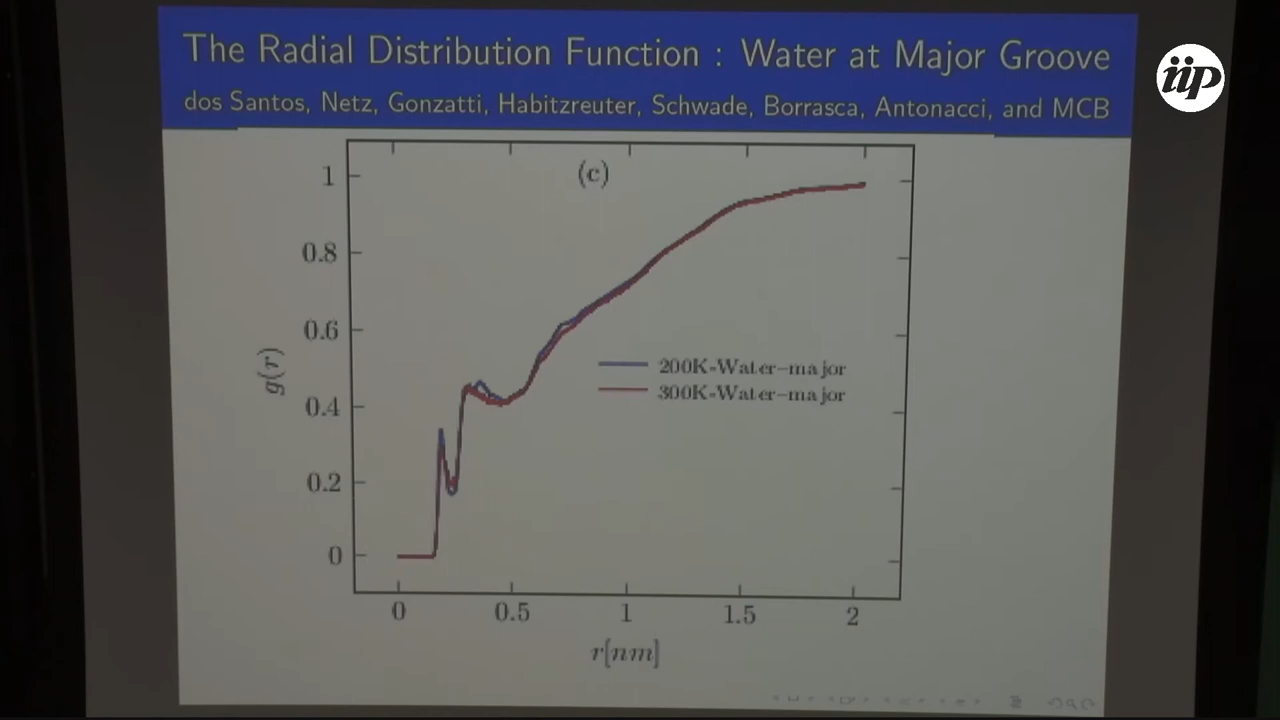 The Radial Distribution Function : Water at Major Groove
dos Santos, Netz, Gonzatti, Habitzreuter, Schwade, Borrasca, Antonacci, and MCB
iip
(c)
1
0.8
0.6
0.4
0.2
0
g(r)
200K-Water-major
300K-Water-major
0 0.5 1 1.5 2
r[nm]